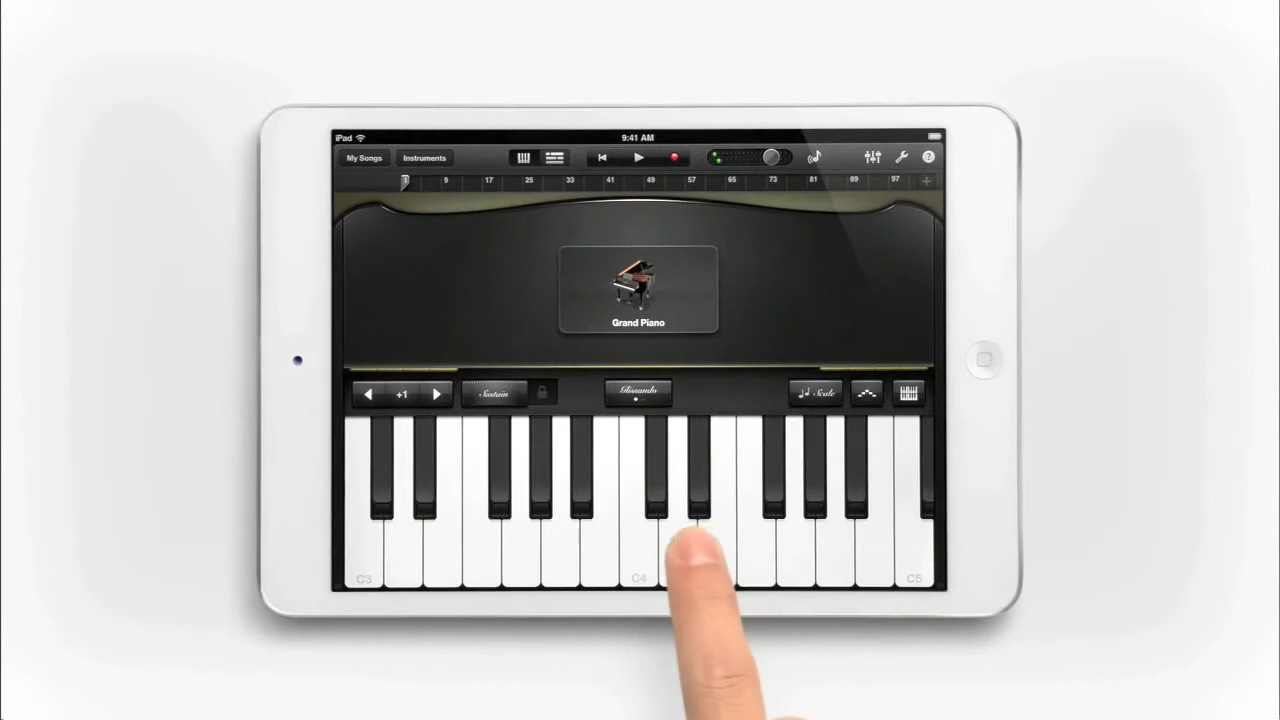 iPad 9:41 AM
My Songs Instruments ?
1 9 17 25 33 41 49 57 65 73 81 89 97 +
Grand Piano
+1 Sustain Glissando Scale
C3 C4 C5